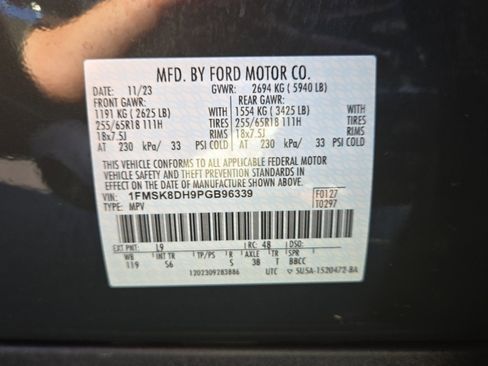 MFD. BY FORD MOTOR CO.
DATE: 11/23 GVWR: 2694 KG ( 5940 LB)
FRONT GAWR: REAR GAWR:
1191 KG ( 2625 LB) WITH 1554 KG ( 3425 LB) WITH
255/65R18 111H TIRES 255/65R18 111H TIRES
18x7.5J RIMS 18x7.5J RIMS
AT 230 kPa/ 33 PSI COLD AT 230 kPa/ 33 PSI COLD
THIS VEHICLE CONFORMS TO ALL APPLICABLE FEDERAL MOTOR
VEHICLE SAFETY AND THEFT PREVENTION STANDARDS IN
EFFECT ON THE DATE OF MANUFACTURE SHOWN ABOVE.
VIN: 1FMSK8DH9PGB96339 F0127
TYPE: MPV T0297
EXT PNT: L9 RC: 48 DSO:
WB INT TR TP/PS R AXLE TR SPR
119 S6 S 3B T BBCC
1202309283886 UTC 5USA-1520472-BA